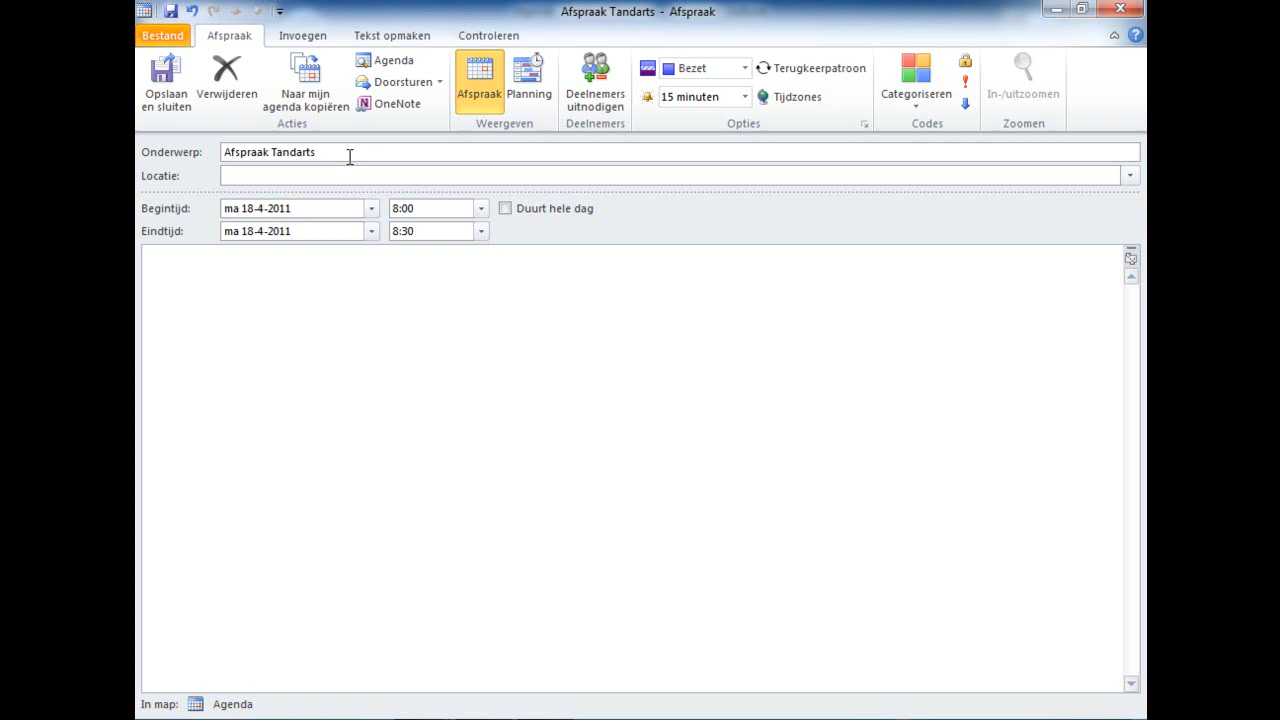 Afspraak Tandarts - Afspraak
Bestand Afspraak Invoegen Tekst opmaken Controleren
Opslaan en sluiten
Verwijderen
Naar mijn agenda kopiëren
Agenda
Doorsturen
OneNote
Acties
Afspraak
Planning
Weergeven
Deelnemers uitnodigen
Deelnemers
Bezet
15 minuten
Terugkeerpatroon
Tijdzones
Opties
Categoriseren
Codes
In-/uitzoomen
Zoomen
Onderwerp: Afspraak Tandarts
Locatie:
Begintijd: ma 18-4-2011 8:00 Duurt hele dag
Eindtijd: ma 18-4-2011 8:30
In map: Agenda